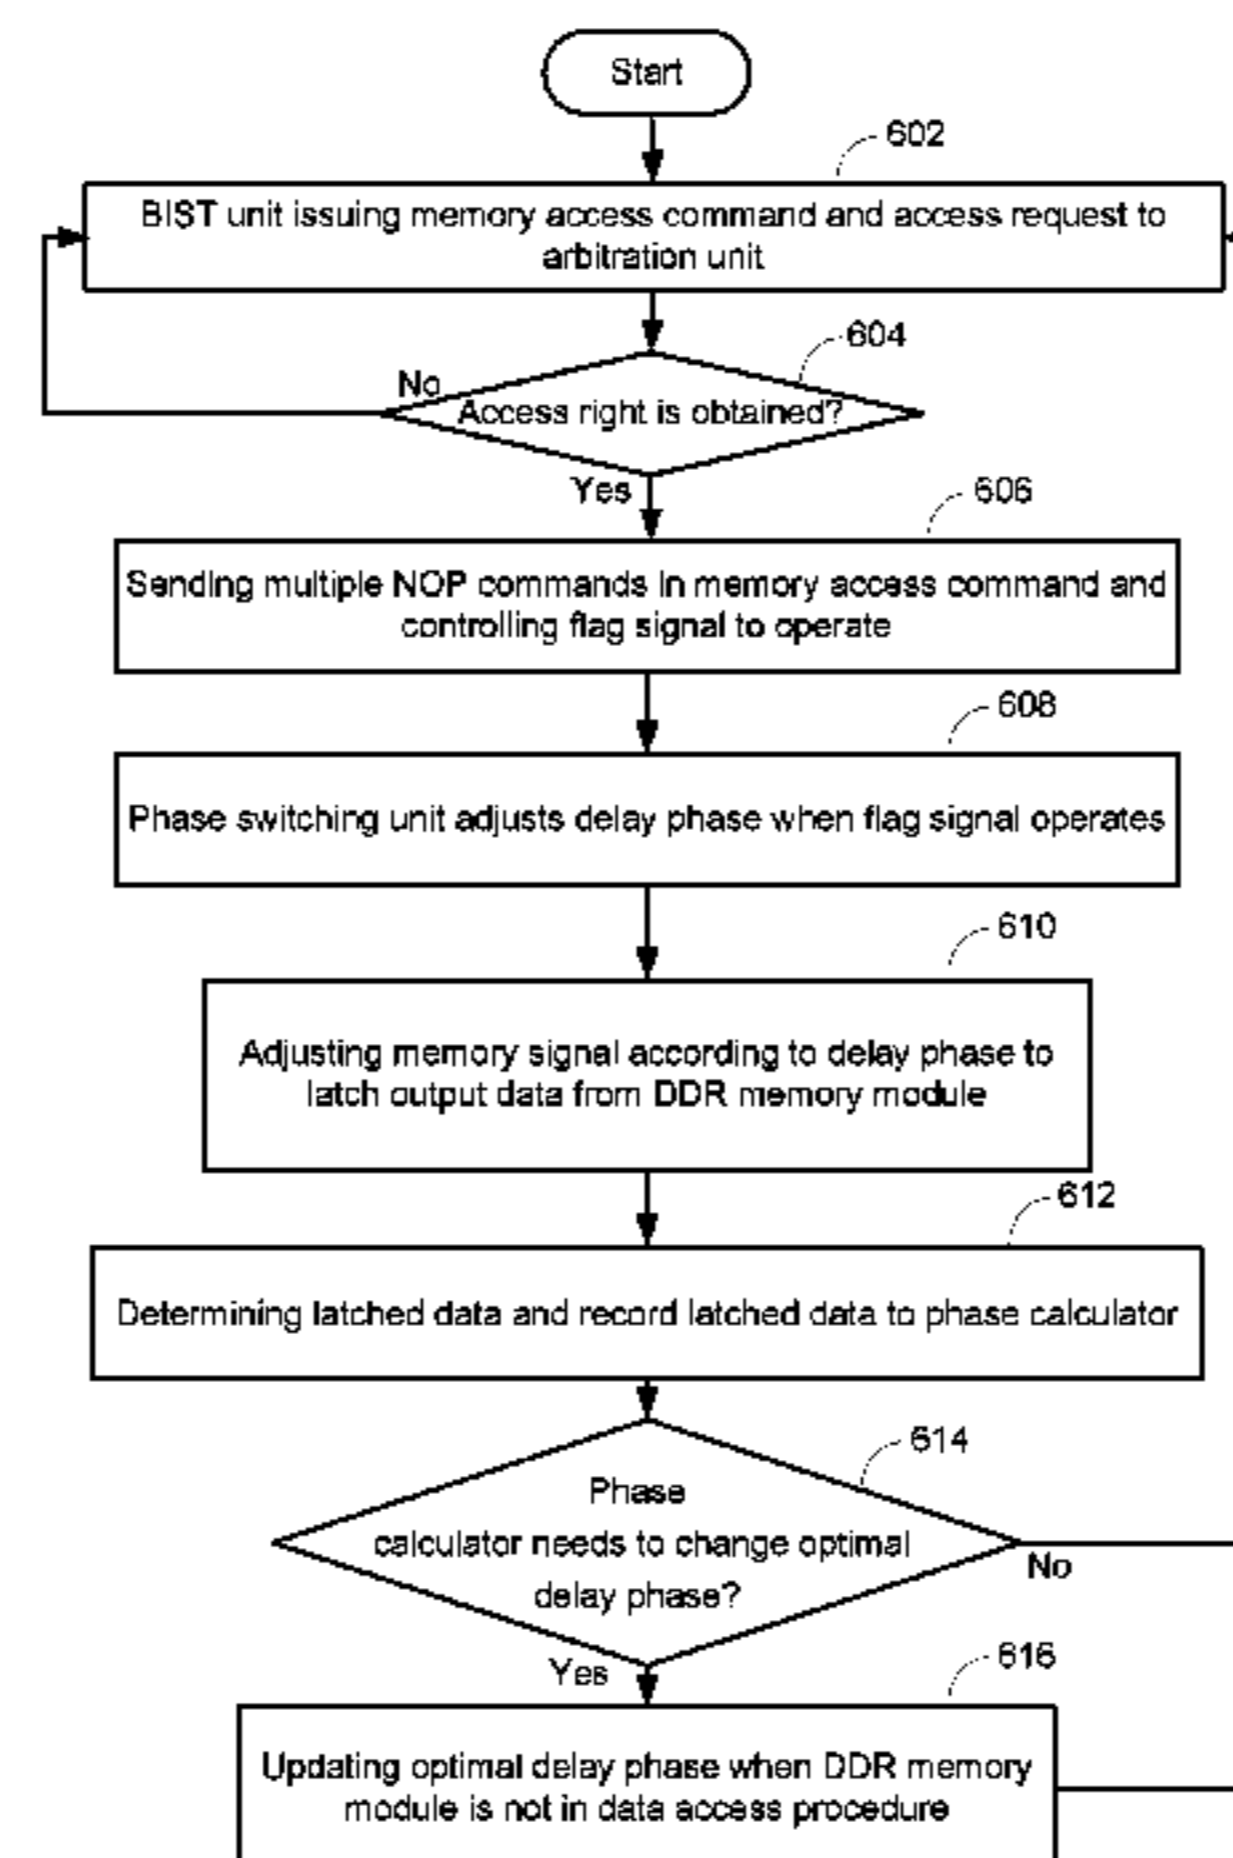 Start
602
BIST unit issuing memory access command and access request to
arbitration unit
604
No
Access right is obtained?
Yes
606
Sending multiple NOP commands in memory access command and
controlling flag signal to operate
608
Phase switching unit adjusts delay phase when flag signal operates
610
Adjusting memory signal according to delay phase to
latch output data from DDR memory module
612
Determining latched data and record latched data to phase calculator
614
Phase
calculator needs to change optimal
delay phase?
No
Yes
616
Updating optimal delay phase when DDR memory
module is not in data access procedure